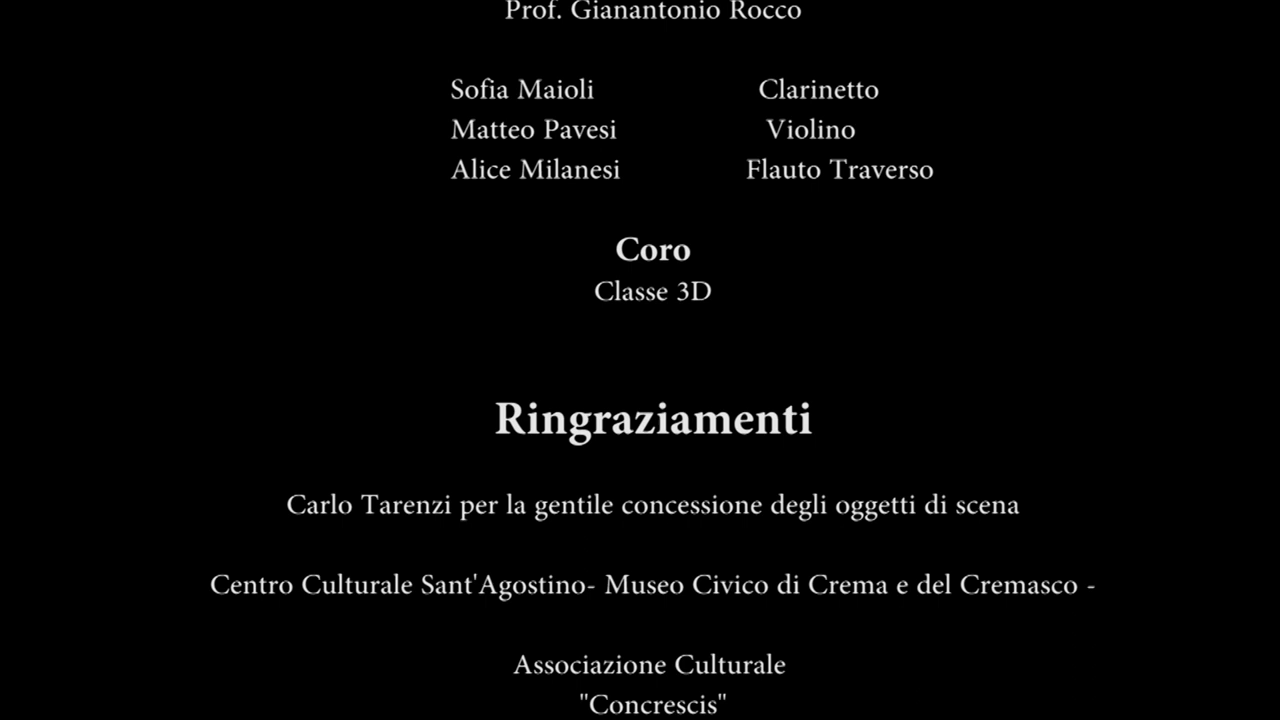 Prof. Gianantonio Rocco
Sofia Maioli Clarinetto
Matteo Pavesi Violino
Alice Milanesi Flauto Traverso
Coro
Classe 3D
Ringraziamenti
Carlo Tarenzi per la gentile concessione degli oggetti di scena
Centro Culturale Sant'Agostino- Museo Civico di Crema e del Cremasco -
Associazione Culturale
"Concrescis"